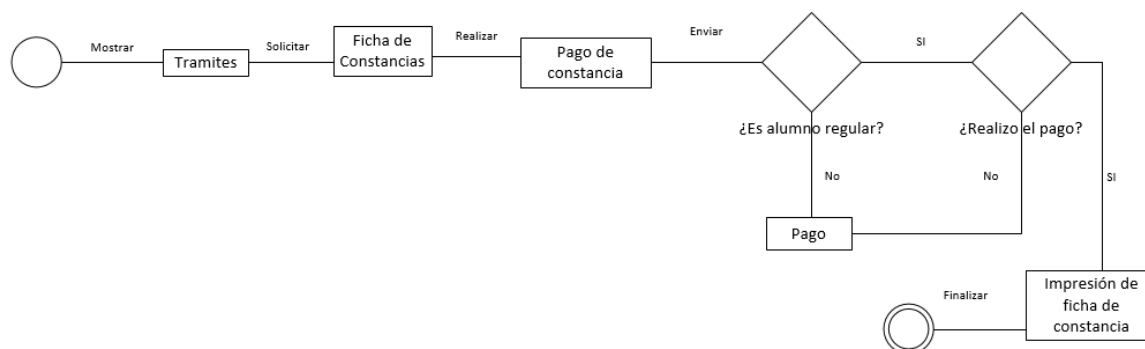 Mostrar
Tramites
Solicitar
Ficha de
Constancias
Realizar
Pago de
constancia
Enviar
¿Es alumno regular?
SI
¿Realizo el pago?
No
No
SI
Pago
Impresión de
ficha de
constancia
Finalizar